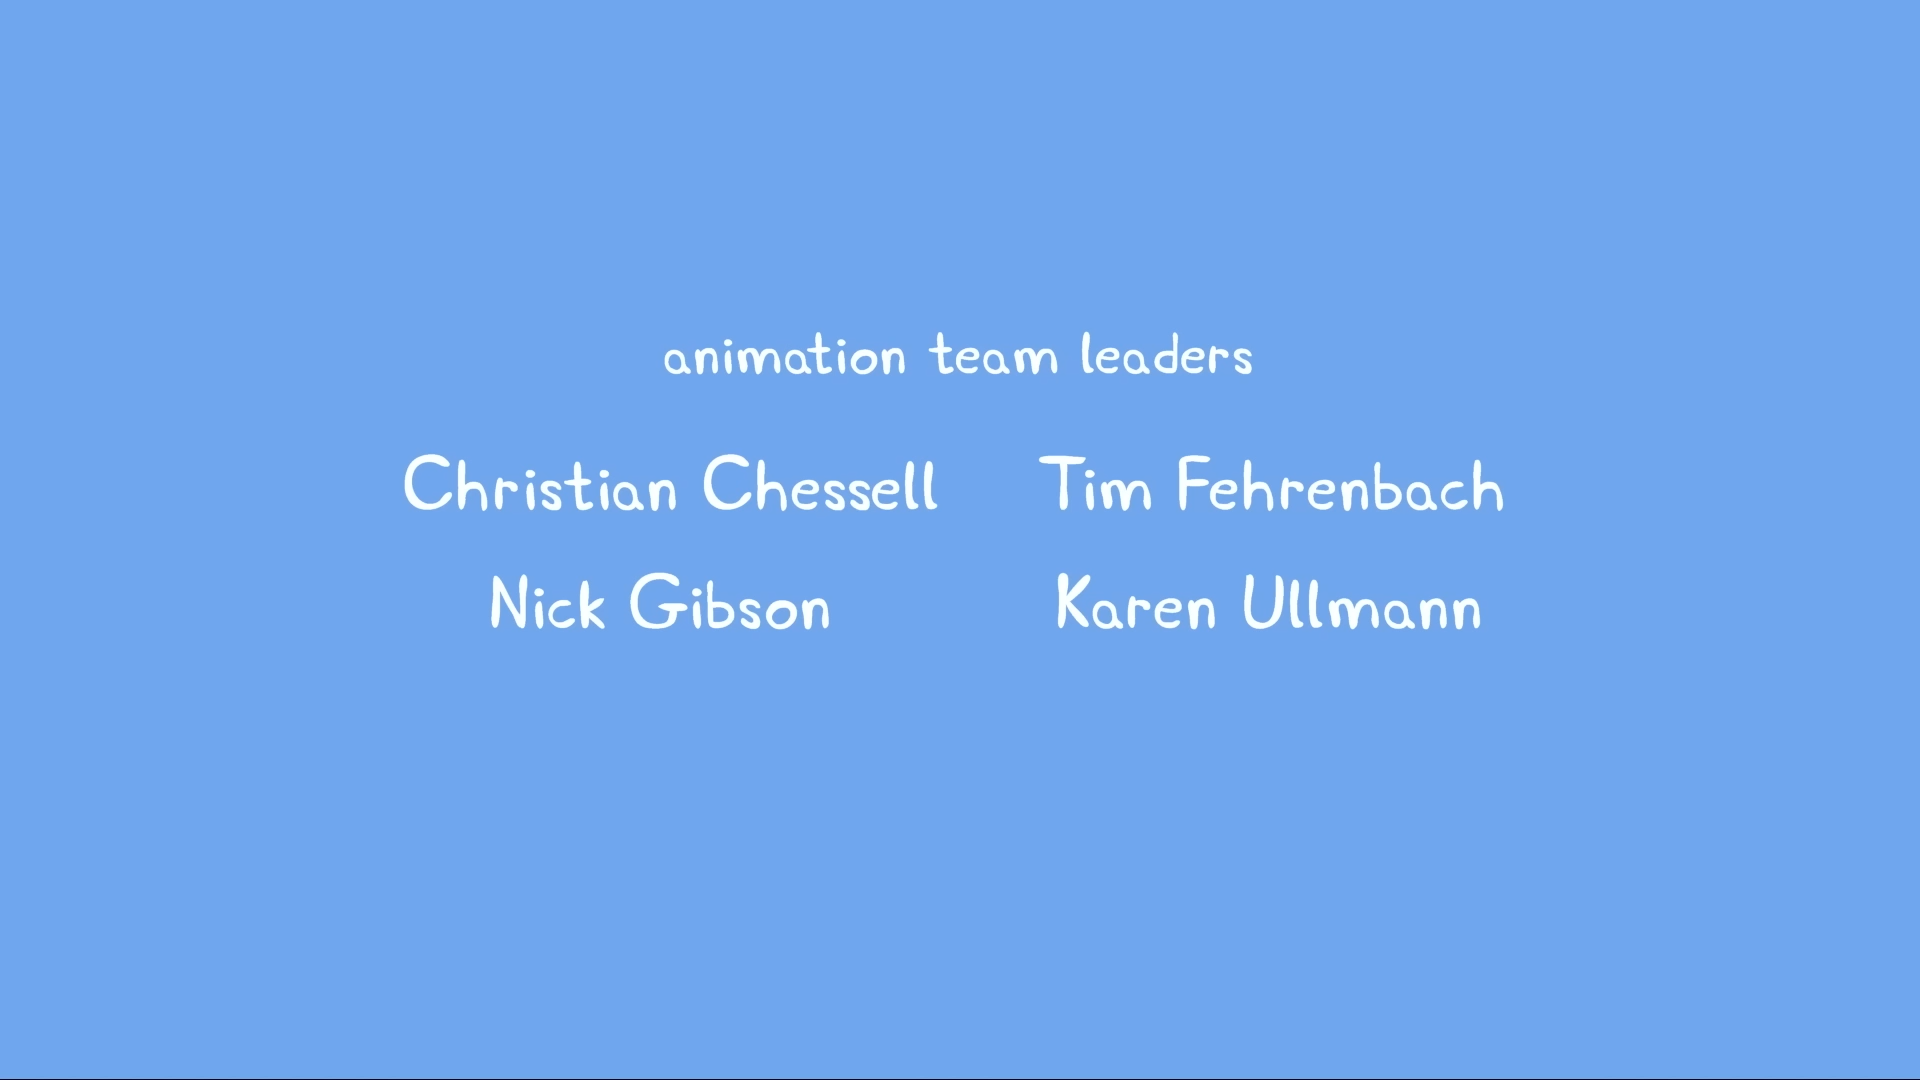 animation team leaders
Christian Chessell Tim Fehrenbach
Nick Gibson Karen Ullmann